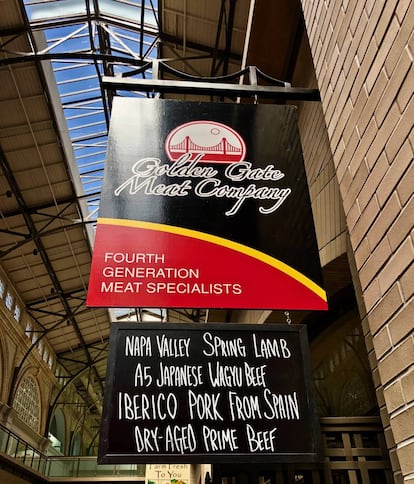 Golden Gate
Meat Company
FOURTH
GENERATION
MEAT SPECIALISTS
NAPA VALLEY SPRING LAMB
A5 JAPANESE WAGYU BEEF
IBERICO PORK FROM SPAIN
DRY-AGED PRIME BEEF
Farm Fresh
To You